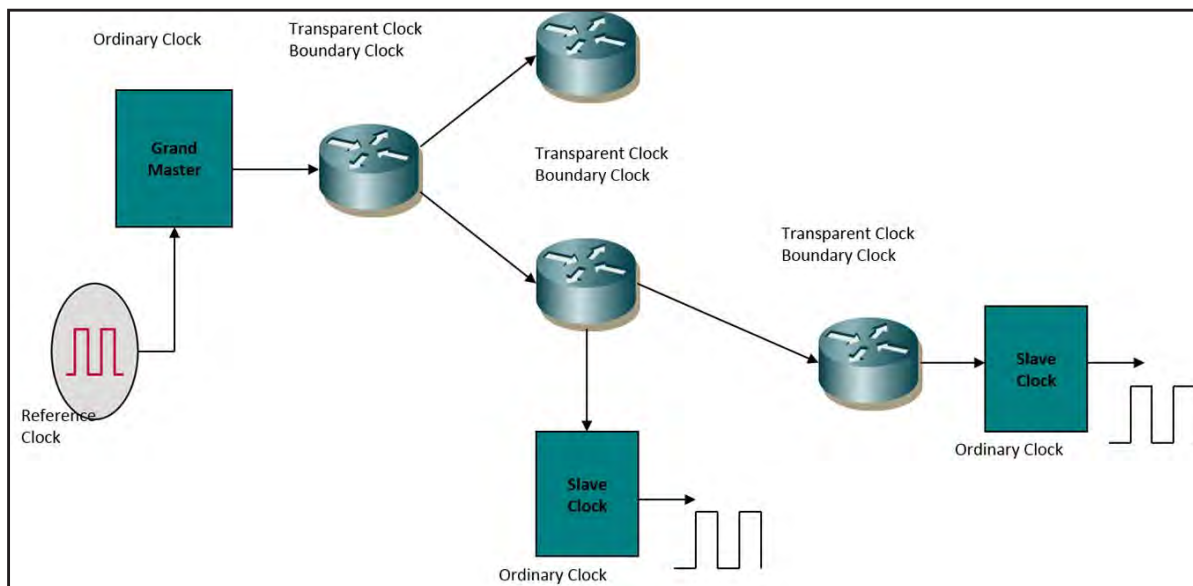 Ordinary Clock
Transparent Clock
Boundary Clock
Grand
Master
Transparent Clock
Boundary Clock
Transparent Clock
Boundary Clock
Reference
Clock
Slave
Clock
Ordinary Clock
Slave
Clock
Ordinary Clock